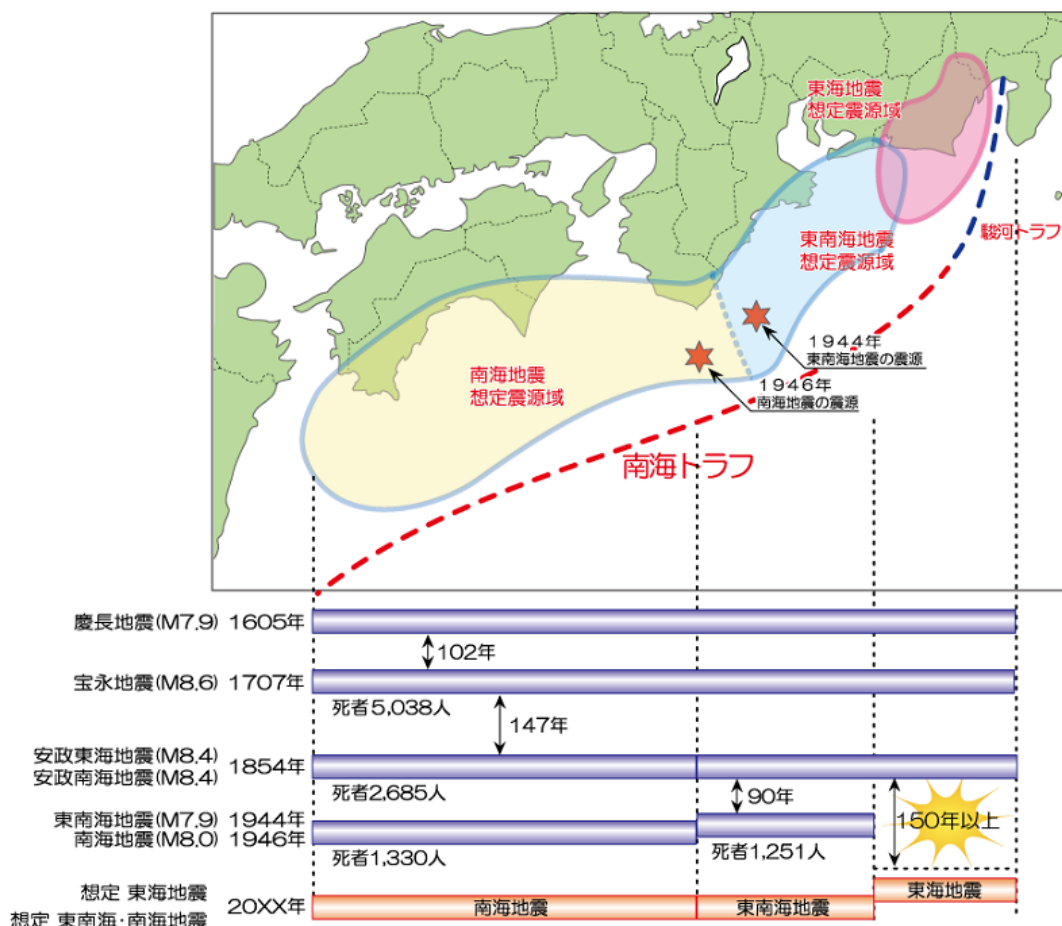 東海地震
想定震源域
東南海地震
想定震源域
駿河トラフ
1944年
東南海地震の震源
南海地震
想定震源域
1946年
南海地震の震源
南海トラフ
慶長地震(M7.9) 1605年
102年
宝永地震(M8.6) 1707年
死者5,038人
147年
安政東海地震(M8.4)
安政南海地震(M8.4)
1854年
死者2,685人
90年
150年以上
東南海地震(M7.9) 1944年
南海地震(M8.0) 1946年
死者1,330人
死者1,251人
想定 東海地震
想定 東南海・南海地震
20XX年
南海地震
東南海地震
東海地震